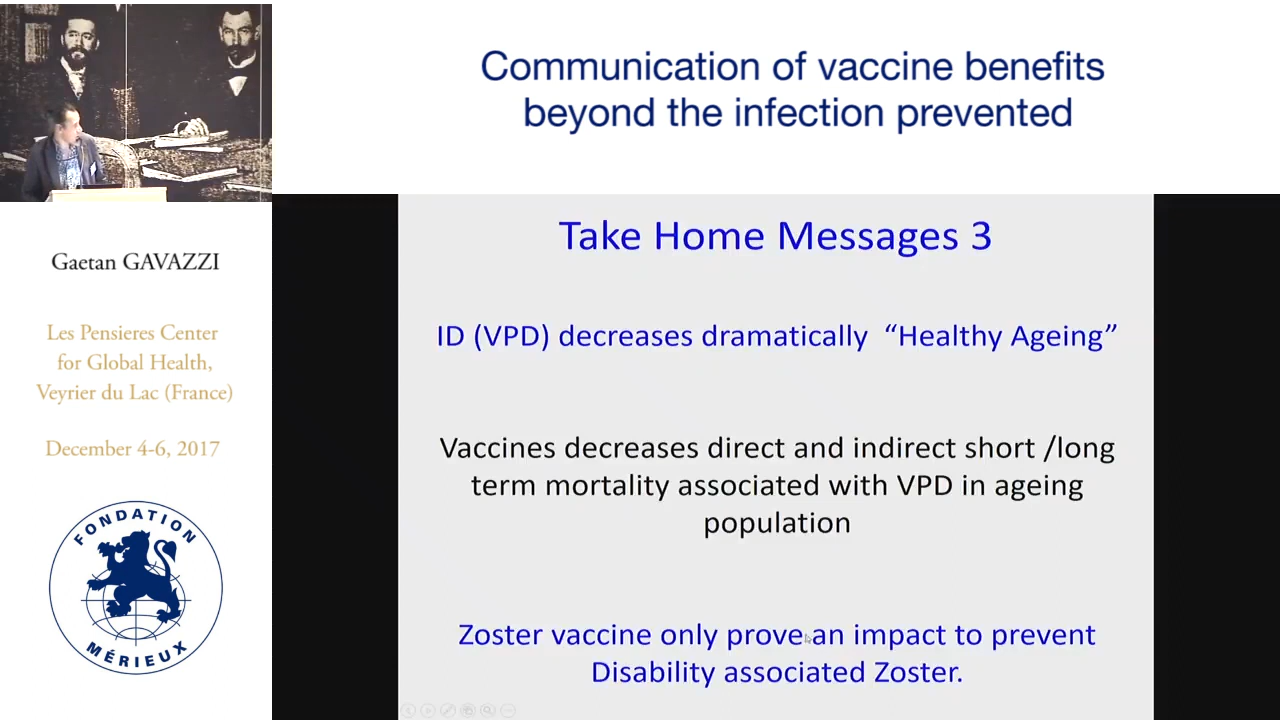 Communication of vaccine benefits
beyond the infection prevented
Gaetan GAVAZZI
Les Pensieres Center
for Global Health,
Veyrier du Lac (France)
December 4-6, 2017
FONDATION
MÉRIEUX
Take Home Messages 3
ID (VPD) decreases dramatically “Healthy Ageing”
Vaccines decreases direct and indirect short /long
term mortality associated with VPD in ageing
population
Zoster vaccine only prove an impact to prevent
Disability associated Zoster.